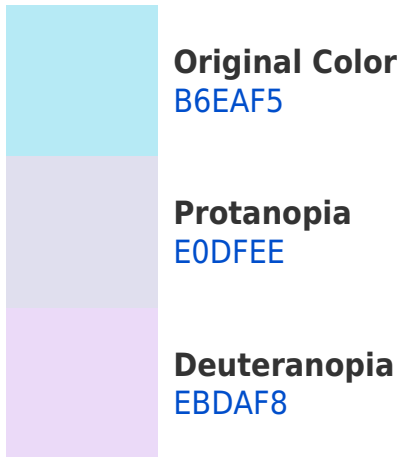 Original Color
B6EAF5
Protanopia
E0DFEE
Deuteranopia
EBDAF8